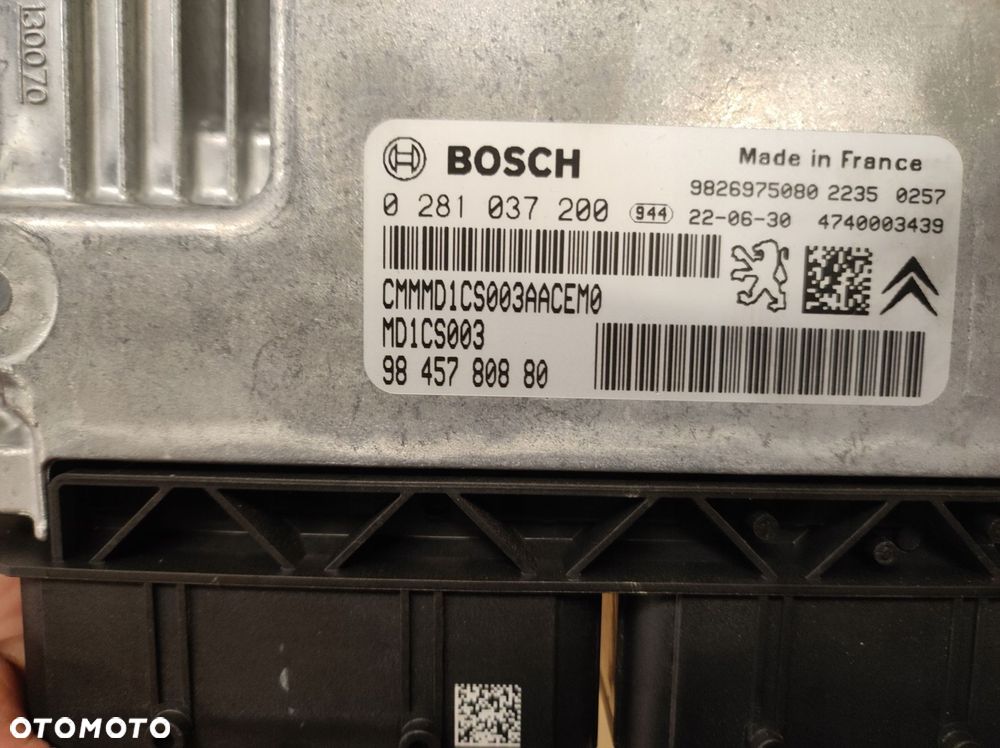 130070
BOSCH
Made in France
9826975080 2235 0257
0 281 037 200 944 22-06-30 4740003439
CMMMD1CS003AACEM0
MD1CS003
98 457 808 80
OTOMOTO